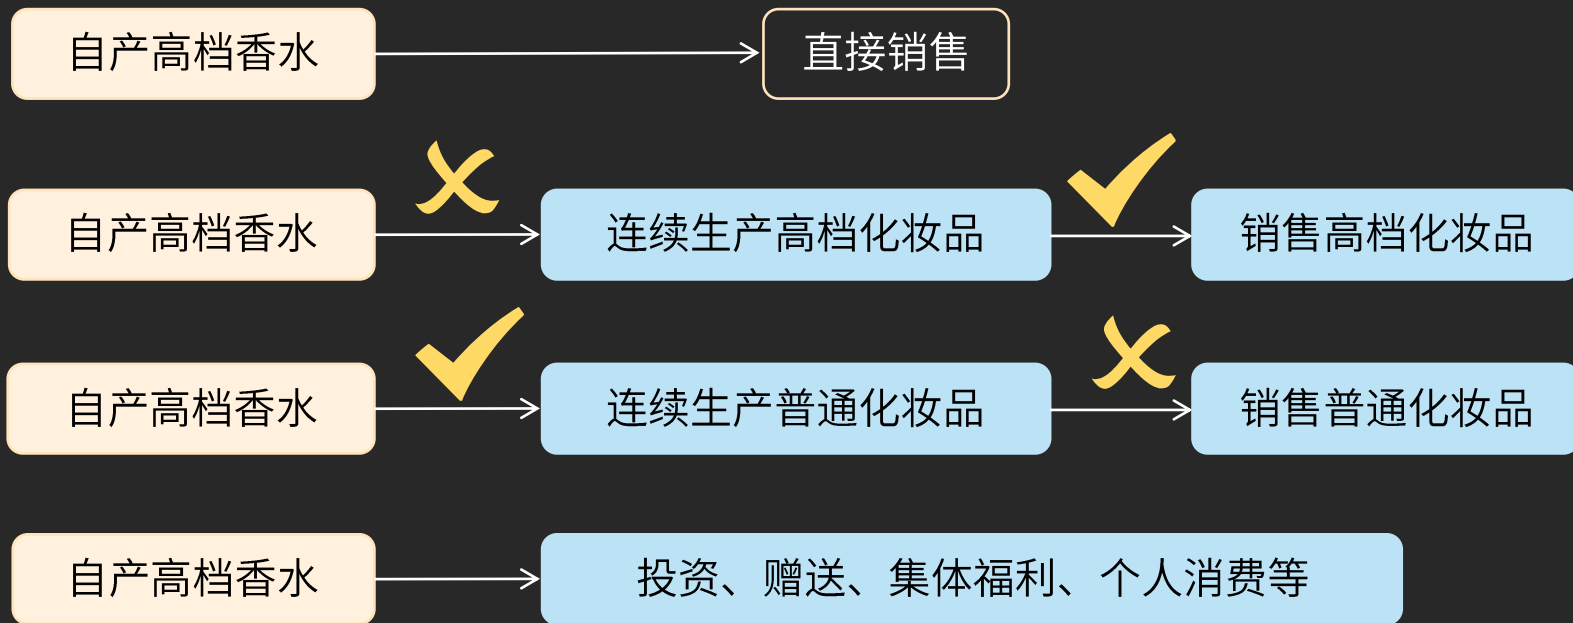 自产高档香水 直接销售
自产高档香水 连续生产高档化妆品 销售高档化妆品
自产高档香水 连续生产普通化妆品 销售普通化妆品
自产高档香水 投资、赠送、集体福利、个人消费等